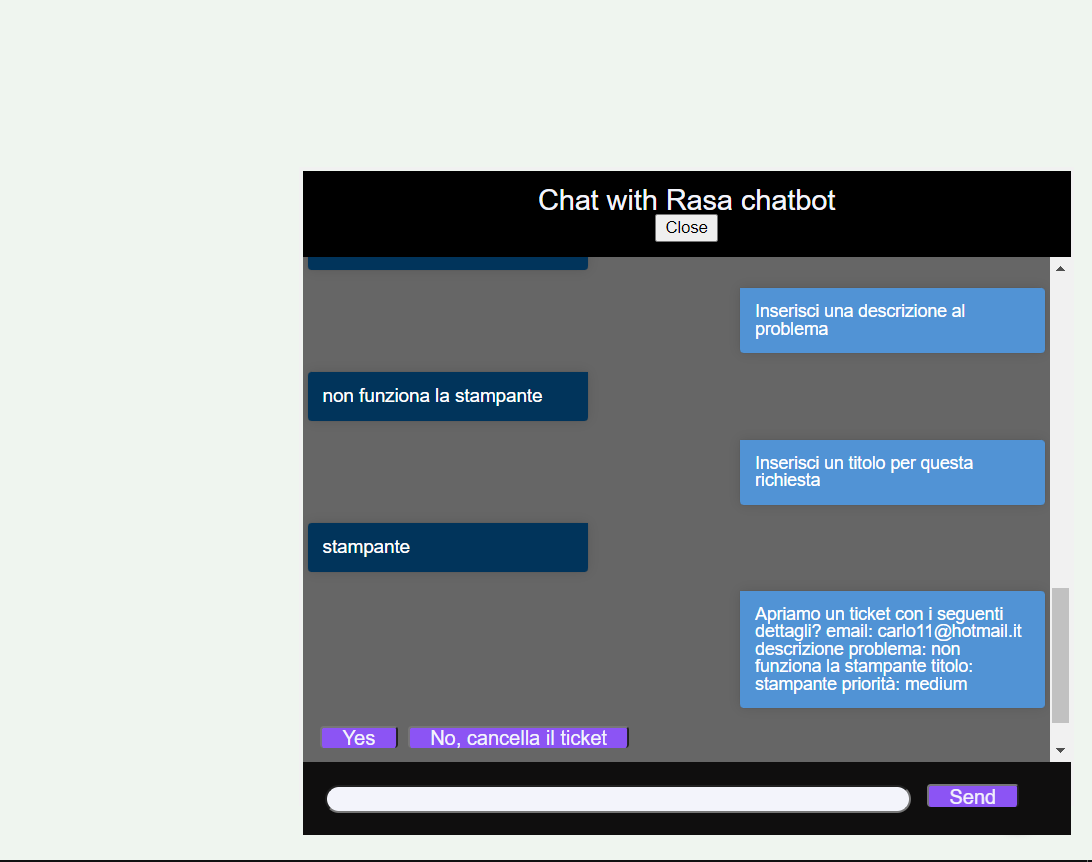 Chat with Rasa chatbot
Close
Inserisci una descrizione al
problema
non funziona la stampante
Inserisci un titolo per questa
richiesta
stampante
Apriamo un ticket con i seguenti
dettagli? email: carlo11@hotmail.it
descrizione problema: non
funziona la stampante titolo:
stampante priorità: medium
Yes No, cancella il ticket
Send